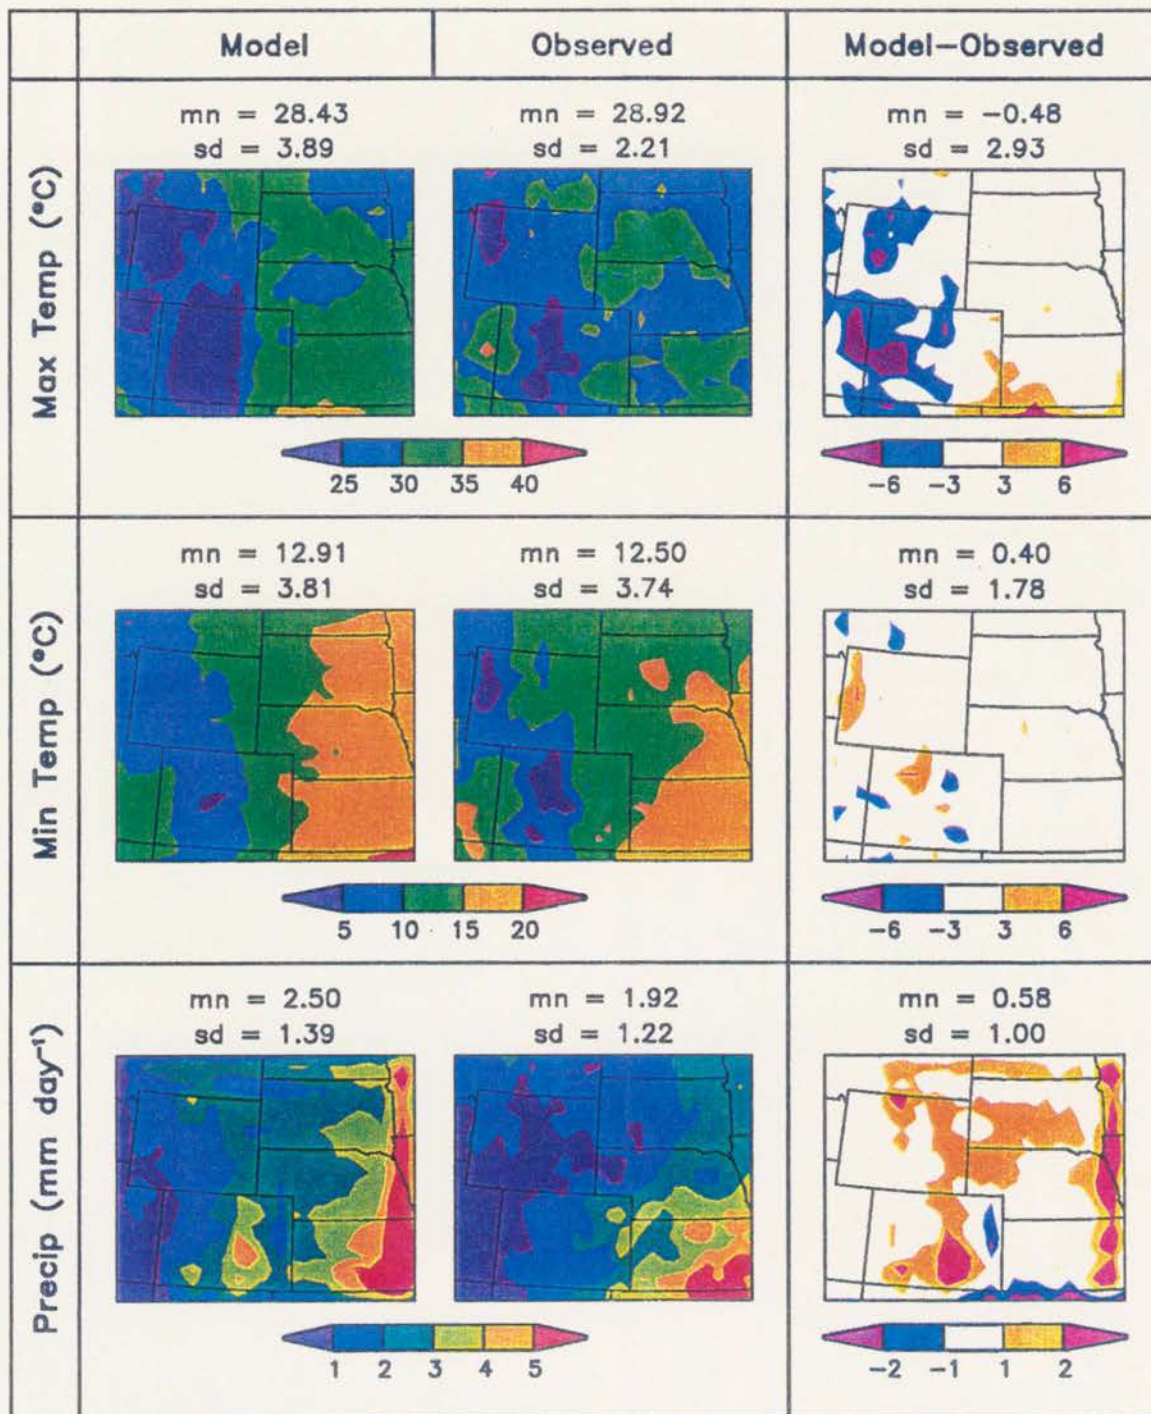 Model Observed Model-Observed
Max Temp (°C)
mn = 28.43 mn = 28.92 mn = -0.48
sd = 3.89 sd = 2.21 sd = 2.93
25 30 35 40 -6 -3 3 6
Min Temp (°C)
mn = 12.91 mn = 12.50 mn = 0.40
sd = 3.81 sd = 3.74 sd = 1.78
5 10 15 20 -6 -3 3 6
Precip (mm day⁻¹)
mn = 2.50 mn = 1.92 mn = 0.58
sd = 1.39 sd = 1.22 sd = 1.00
1 2 3 4 5 -2 -1 1 2